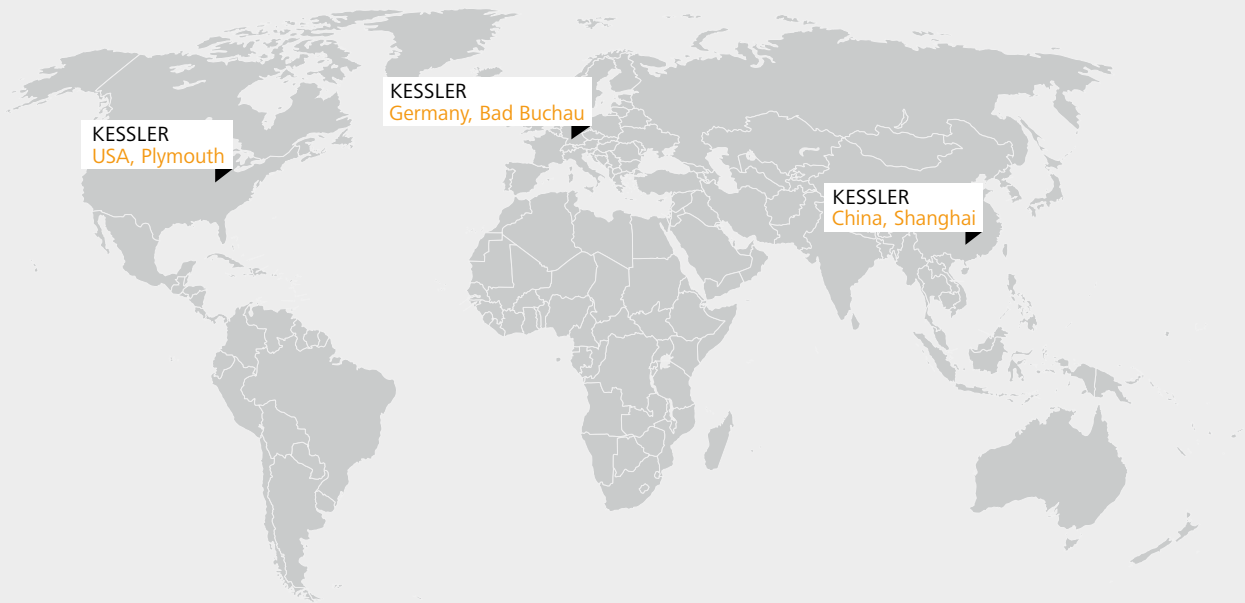 KESSLER
Germany, Bad Buchau
KESSLER
USA, Plymouth
KESSLER
China, Shanghai